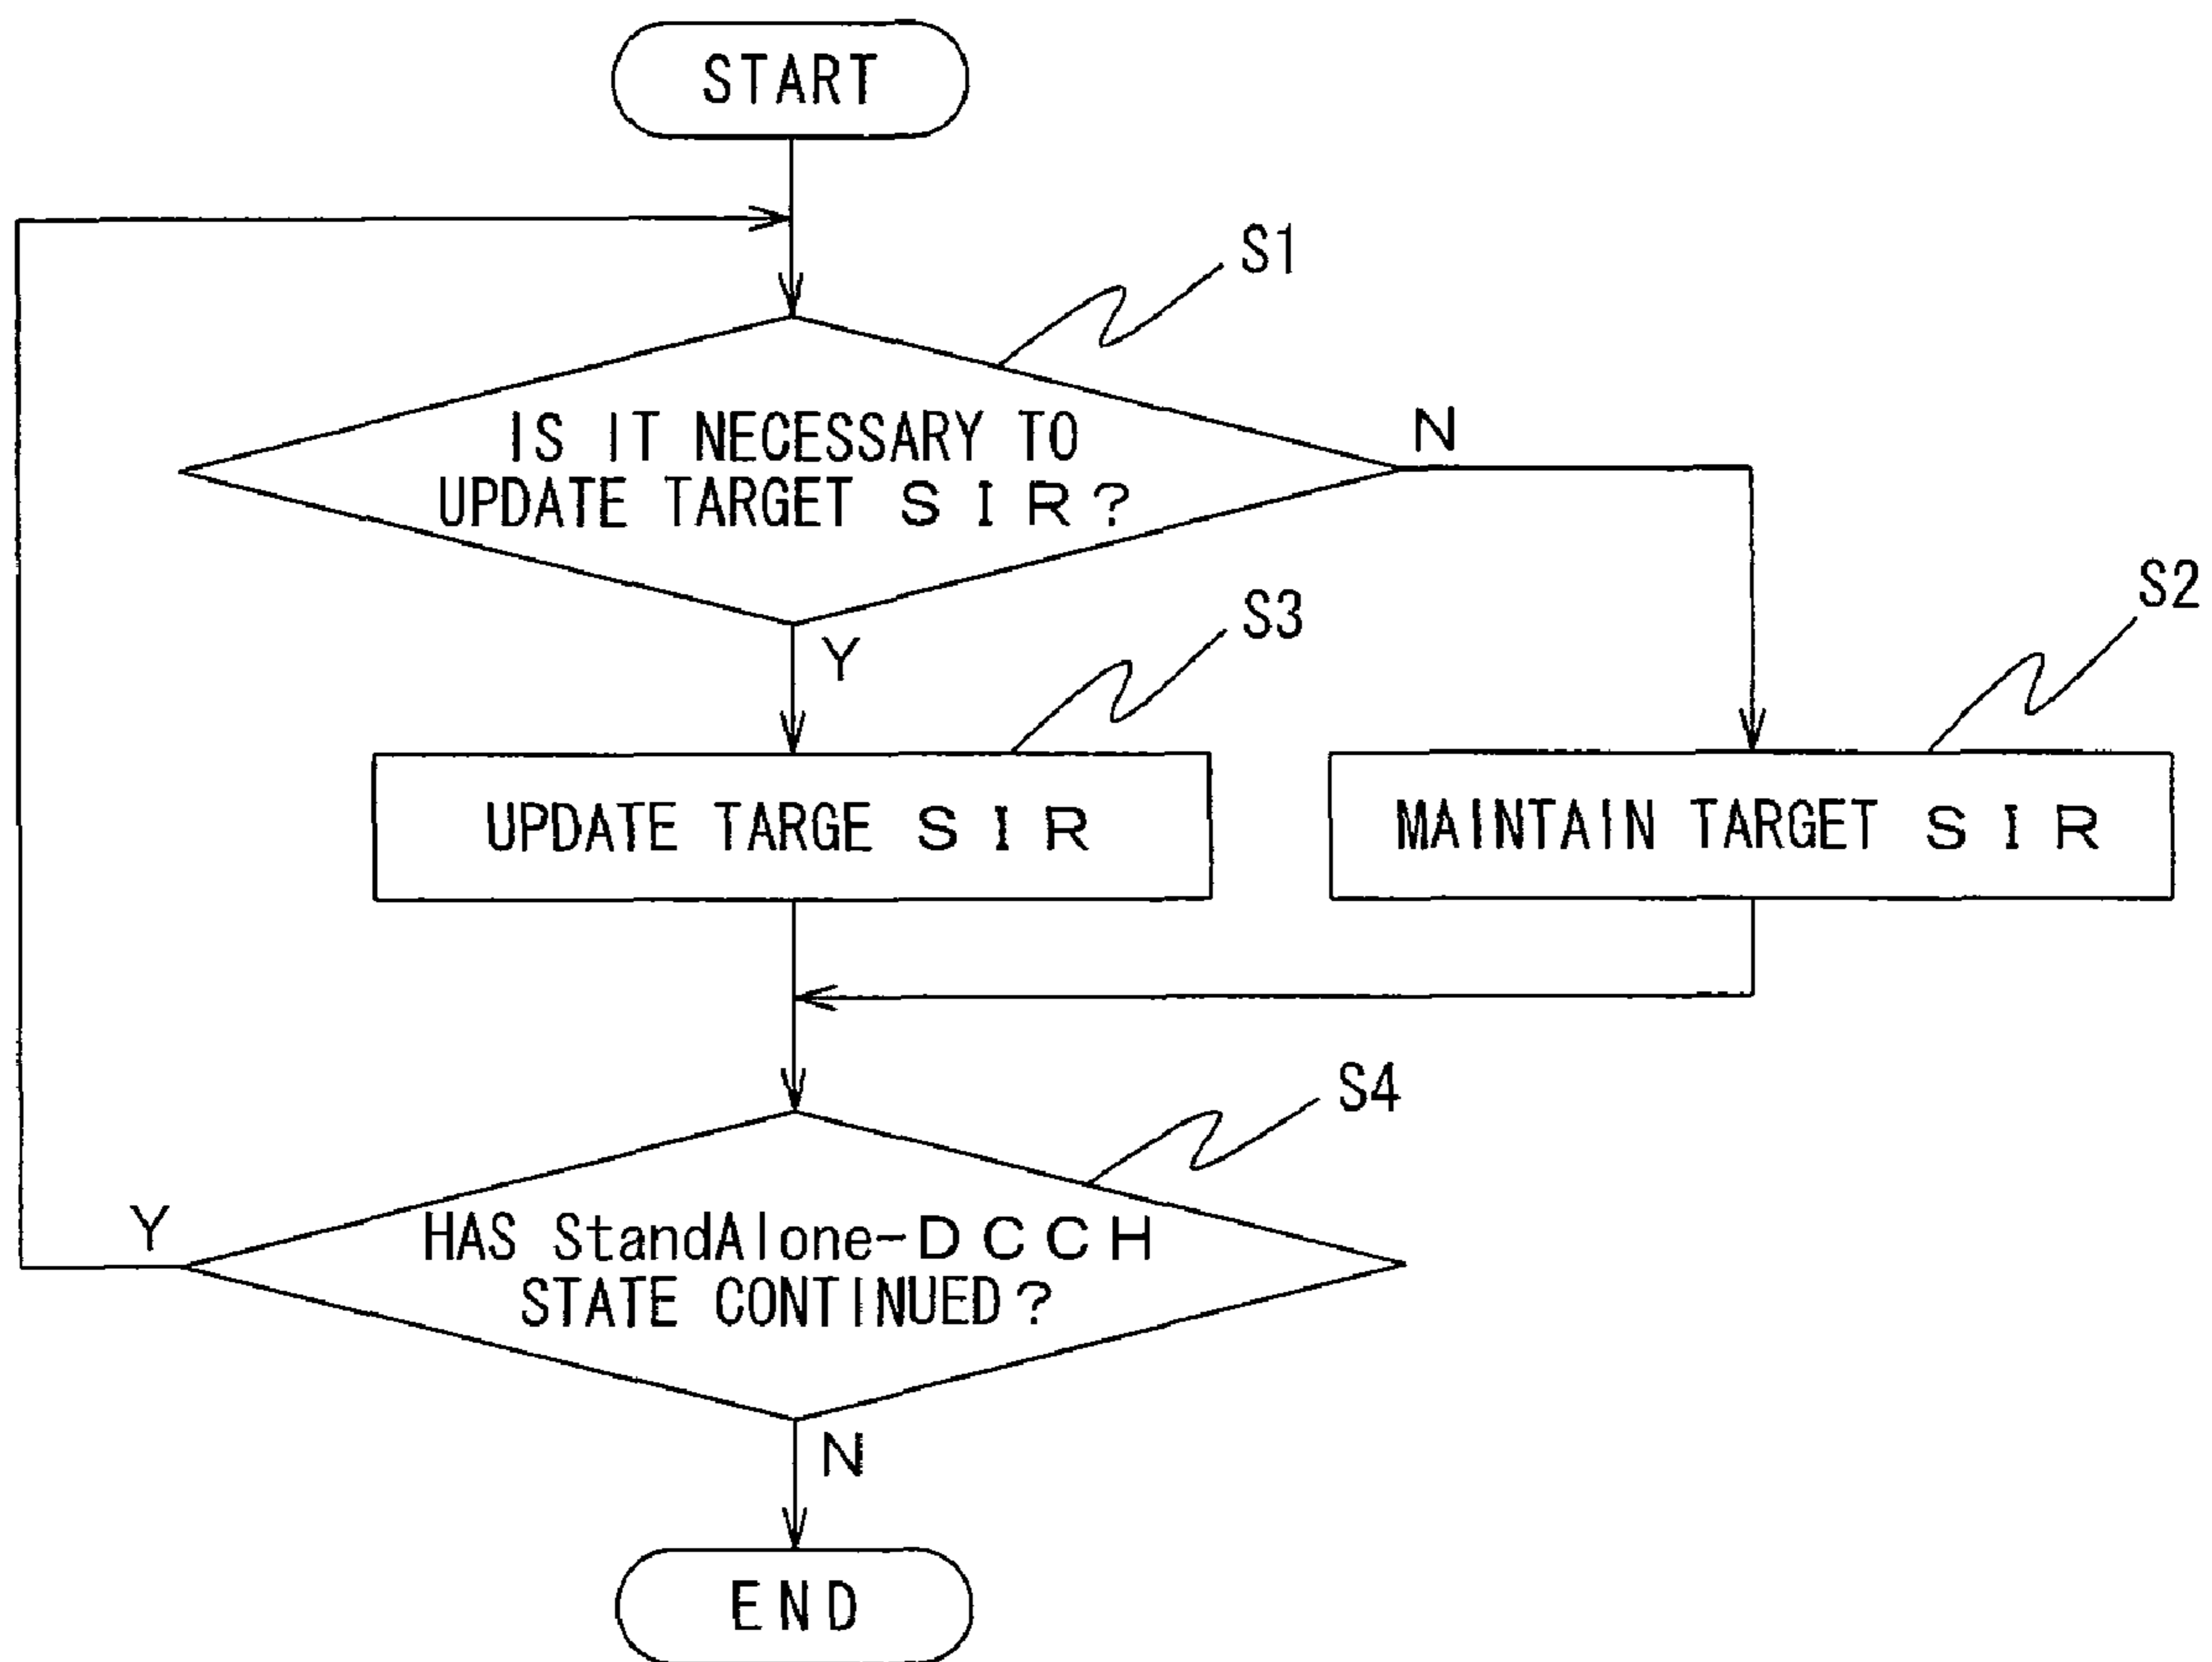 START
S1
IS IT NECESSARY TO
UPDATE TARGET SIR?
N
Y
S3
S2
UPDATE TARGE SIR
MAINTAIN TARGET SIR
S4
Y
HAS StandAlone-DCCH
STATE CONTINUED?
N
END